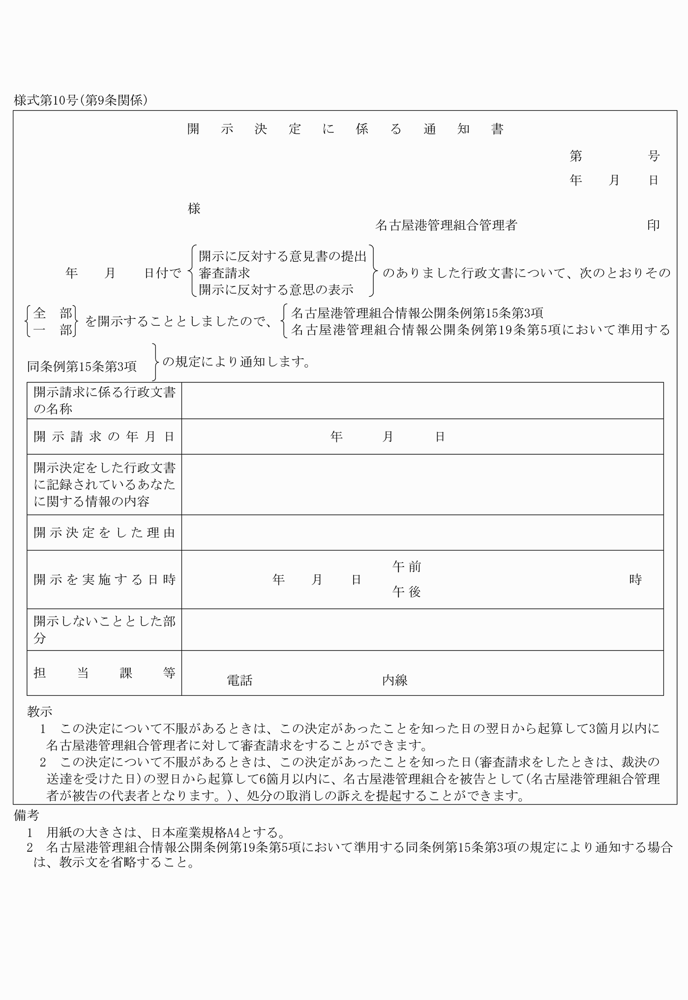 様式第10号(第9条関係)
開示決定に係る通知書
第　　　　　号
年　　月　　日
様
名古屋港管理組合管理者　　　　　　　　　　印
開示に反対する意見書の提出
年　　月　　日付で 審査請求 のありました行政文書について、次のとおりその
開示に反対する意思の表示
全　部 を開示することとしましたので、 名古屋港管理組合情報公開条例第15条第3項
一　部 名古屋港管理組合情報公開条例第19条第5項において準用する
同条例第15条第3項 の規定により通知します。
開示請求に係る行政文書
の名称
開示請求の年月日　　　　年　　　月　　　日
開示決定をした行政文書
に記録されているあなた
に関する情報の内容
開示決定をした理由
午前
開示を実施する日時　　　　年　　月　　日　　　　　　　　時
午後
開示しないこととした部
分
担当課等
電話　　　　　　　　　　内線
教示
1　この決定について不服があるときは、この決定があったことを知った日の翌日から起算して3箇月以内に
名古屋港管理組合管理者に対して審査請求をすることができます。
2　この決定について不服があるときは、この決定があったことを知った日(審査請求をしたときは、裁決の
送達を受けた日)の翌日から起算して6箇月以内に、名古屋港管理組合を被告として(名古屋港管理組合管理
者が被告の代表者となります。)、処分の取消しの訴えを提起することができます。
備考
1　用紙の大きさは、日本産業規格A4とする。
2　名古屋港管理組合情報公開条例第19条第5項において準用する同条例第15条第3項の規定により通知する場合
は、教示文を省略すること。